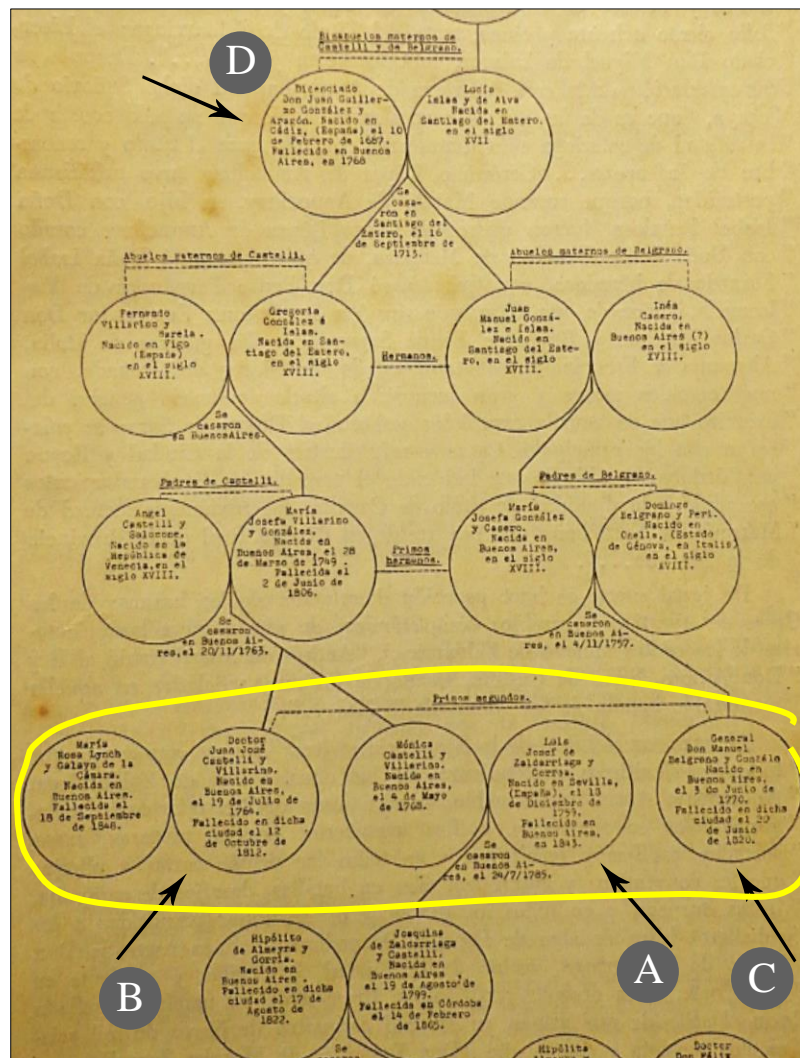 Bisabuelos maternos de
Castelli y de Belgrano.
D
Licenciado
Don Juan Guiller-
mo González y
Aragón. Nacido en
Cádiz, (España) el 10
de Febrero de 1687.
Fallecido en Buenos
Aires, en 1768
Lucía
Islas y de Alva
Nacida en
Santiago del Estero.
en el siglo
XVII
Se
casa-
ron en
Santiago del
Estero, el 16
de Septiembre de
1713.
Abuelos maternos de Castelli.
Abuelos maternos de Belgrano.
Fernando
Villarino y
Varela.
Nacido en Vigo
(España)
en el siglo
XVIII.
Gregoria
González é
Islas.
Nacida en San-
tiago del Estero,
en el siglo
XVIII.
Hermanos.
Juan
Manuel Gonzá-
lez e Islas.
Nacido en
Santiago del Este-
ro, en el siglo
XVIII.
Inés
Casero.
Nacida en
Buenos Aires (?)
en el siglo
XVIII.
Se
casaron
en BuenosAires.
Padres de Castelli.
Padres de Belgrano.
Angel
Castelli y
Salomone.
Nacido en la
República de
Venecia, en el
siglo XVIII.
María
Josefa Villarino
y González.
Nacida en
Buenos Aires, el 28
de Marzo de 1749.
Fallecida el
2 de Junio de
1806.
Primos
hermanos.
María
Josefa González
y Casero.
Nacida en
Buenos Aires,
en el siglo
XVIII.
Domingo
Belgrano y Peri.
Nacido en
Oneglia, (Estado
de Génova, en Italia)
en el siglo
XVIII.
Se
casaron
en Buenos Ai-
res, el 20/11/1763.
Se
casaron
en Buenos Ai-
res, el 4/11/1757.
Primos segundos.
María
Rosa Lynch
y Galayn de la
Cámara.
Nacida en
Buenos Aires.
Fallecida el
18 de Septiembre
de 1848.
Doctor
Juan José
Castelli y
Villarino.
Nacido en
Buenos Aires,
el 19 de Julio de
1764.
Fallecido en dicha
ciudad el 12
de Octubre de
1812.
Mónica
Castelli y
Villarino.
Nacida en
Buenos Aires,
el 4 de Mayo
de 1768.
Luis
Josef de
Zaldarriaga y
Correa.
Nacido en Sevilla,
(España), el 13
de Diciembre de
Fallecido en
Buenos Aires,
en 1843.
General
Don Manuel
Belgrano y Gonzále
Nacido en
Buenos Aires,
el 3 de Junio de
1770.
Fallecido en dicha
ciudad el 20
de Junio
de 1820.
Se
casaron
en Buenos Ai-
res, el 24/7/1785.
B
A
C
Hipólito
de Almeyra y
Gorria.
Nacido en
Buenos Aires.
Fallecido en dicha
ciudad el 17 de
Agosto de
1822.
Joaquina
de Zaldarriaga
y Castelli.
Nacida en
Buenos Aires,
el 19 de Agosto de
1799.
Fallecida en Córdoba
el 14 de Febrero
de 1865.
Se
Hipólita
Doctor
Don Félix